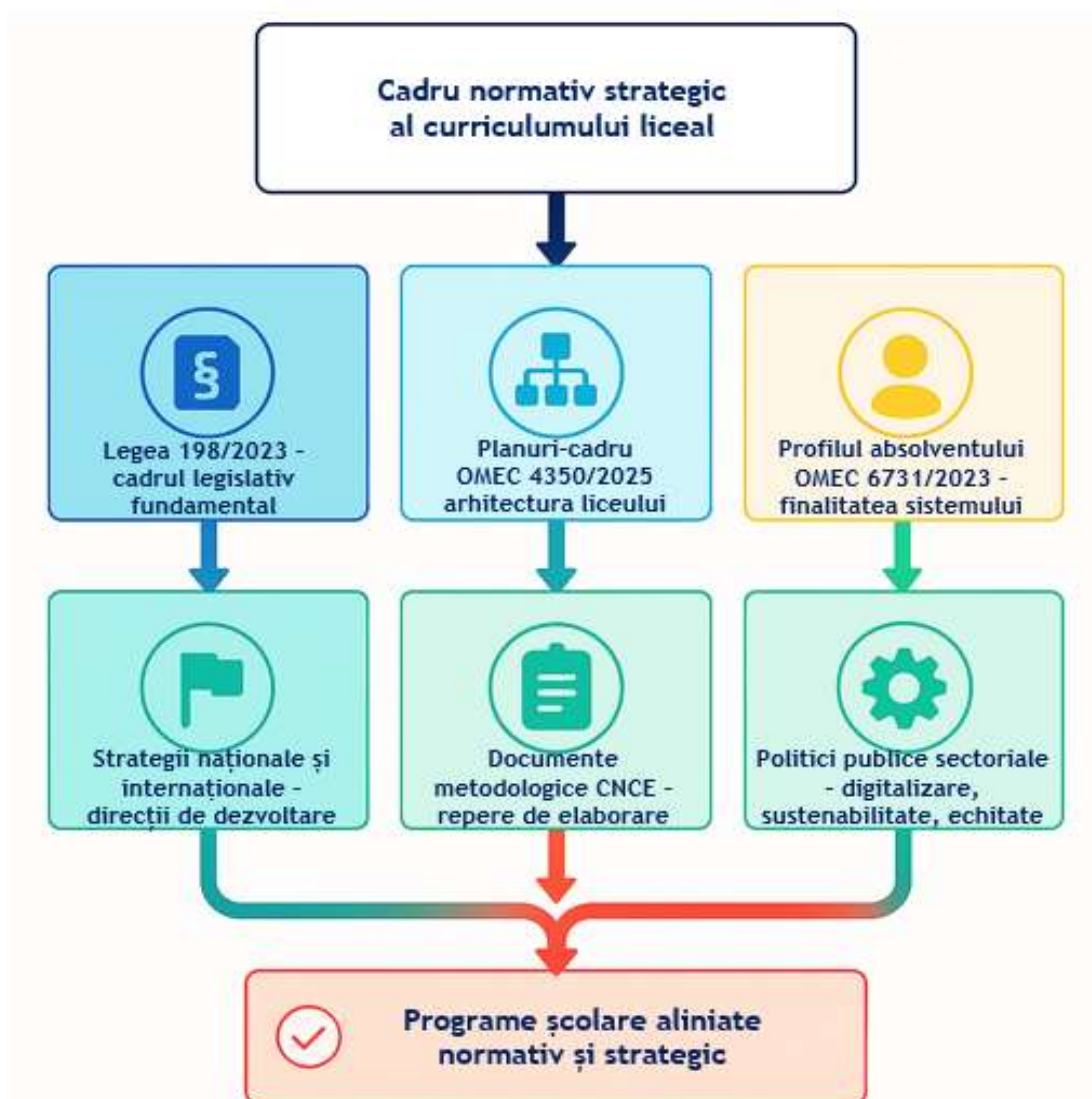 Cadru normativ strategic
al curriculumului liceal
§
Legea 198/2023 –
cadrul legislativ
fundamental
Planuri-cadru
OMEC 4350/2025
arhitectura liceului
Profilul absolventului
OMEC 6731/2023 –
finalitatea sistemului
Strategii naționale și
internaționale –
direcții de dezvoltare
Documente
metodologice CNCE –
repere de elaborare
Politici publice sectoriale
– digitalizare,
sustenabilitate, echitate
Programe școlare aliniate
normativ și strategic